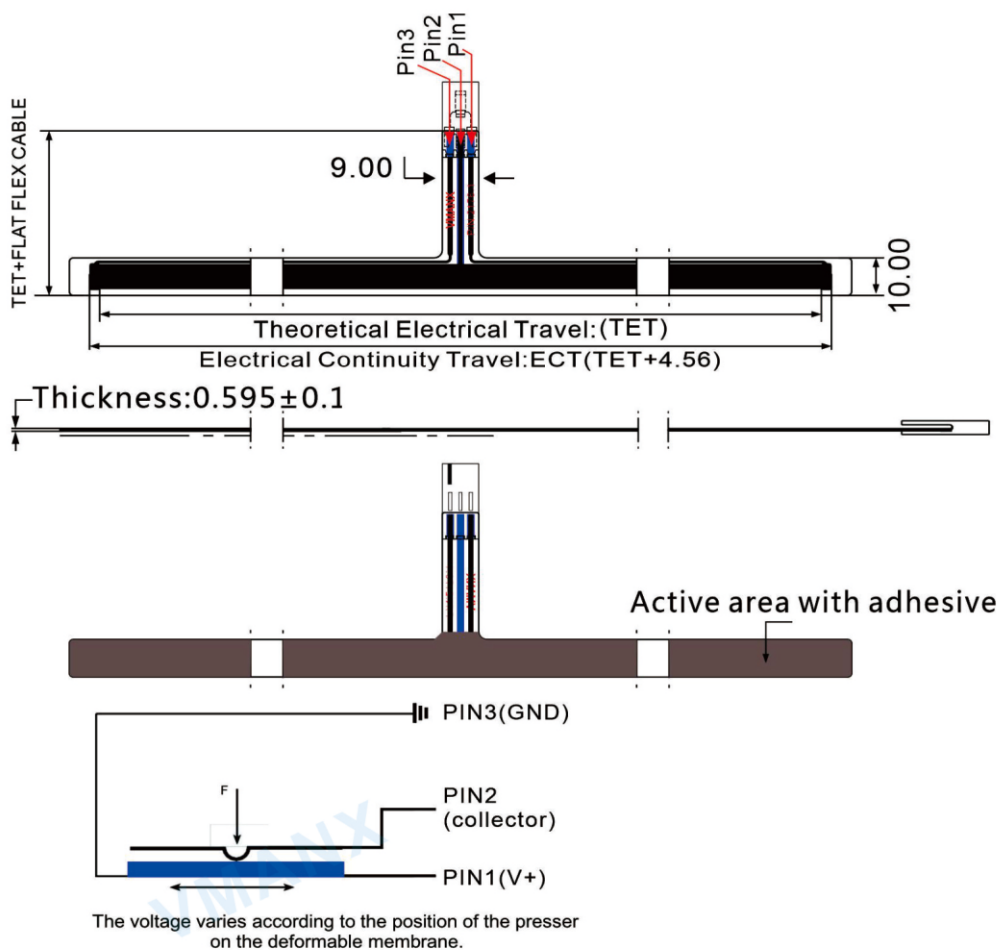 Pin3
Pin2
Pin1
TET+FLAT FLEX CABLE
9.00
10.00
Theoretical Electrical Travel:(TET)
Electrical Continuity Travel:ECT(TET+4.56)
Thickness:0.595±0.1
Active area with adhesive
PIN3(GND)
F
PIN2
(collector)
PIN1(V+)
VMANX
The voltage varies according to the position of the presser
on the deformable membrane.